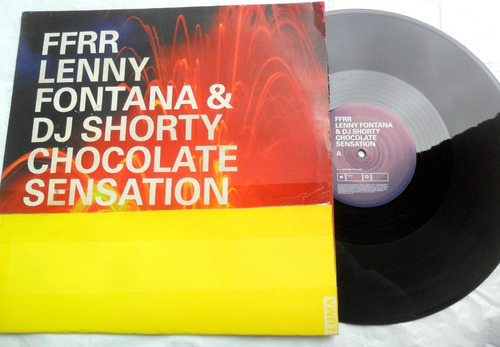 FFRR
LENNY
FONTANA &
DJ SHORTY
CHOCOLATE
SENSATION
FFRR
LENNY FONTANA
& DJ SHORTY
CHOCOLATE
SENSATION
A